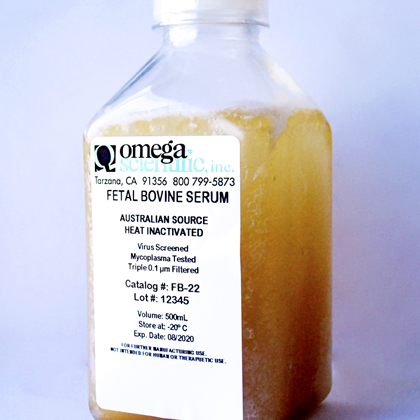 omega
scientific, inc.
Tarzana, CA 91356 800 799-5873
FETAL BOVINE SERUM
AUSTRALIAN SOURCE
HEAT INACTIVATED
Virus Screened
Mycoplasma Tested
Triple 0.1 µm Filtered
Catalog #: FB-22
Lot #: 12345
Volume: 500mL
Store at: -20º C
Exp. Date: 08/2020
FOR FURTHER MANUFACTURING USE.
NOT INTENDED FOR HUMAN OR THERAPUETIC USE.